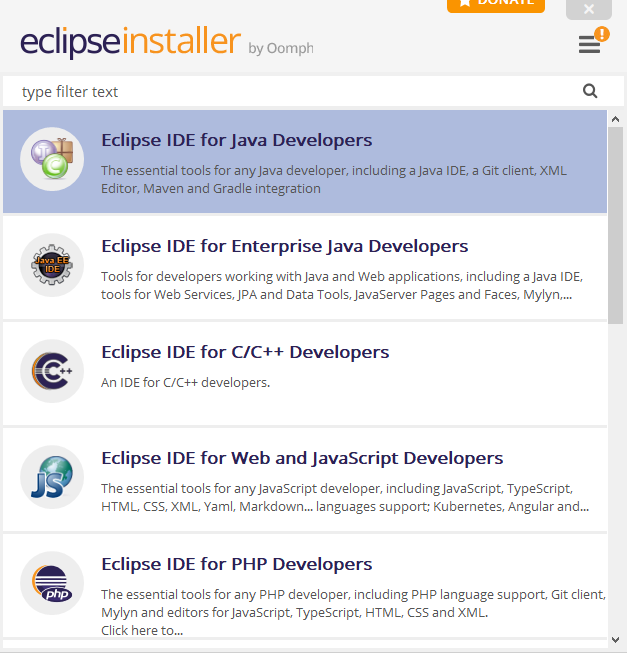 DONATE
eclipseinstaller by Oomph
!
type filter text
Eclipse IDE for Java Developers
The essential tools for any Java developer, including a Java IDE, a Git client, XML
Editor, Maven and Gradle integration
Java EE
IDE
Eclipse IDE for Enterprise Java Developers
Tools for developers working with Java and Web applications, including a Java IDE,
tools for Web Services, JPA and Data Tools, JavaServer Pages and Faces, Mylyn,...
C++
Eclipse IDE for C/C++ Developers
An IDE for C/C++ developers.
JS
Eclipse IDE for Web and JavaScript Developers
The essential tools for any JavaScript developer, including JavaScript, TypeScript,
HTML, CSS, XML, Yaml, Markdown... languages support; Kubernetes, Angular and...
php
Eclipse IDE for PHP Developers
The essential tools for any PHP developer, including PHP language support, Git client,
Mylyn and editors for JavaScript, TypeScript, HTML, CSS and XML.
Click here to...